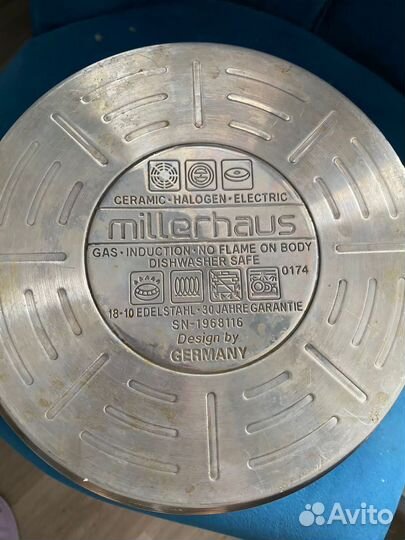 CERAMIC · HALOGEN · ELECTRIC
millerhaus
GAS · INDUCTION · NO FLAME ON BODY
DISHWASHER SAFE
0174
18-10 EDELSTAHL · 30 JAHRE GARANTIE
SN-1968116
Design by
GERMANY
Avito